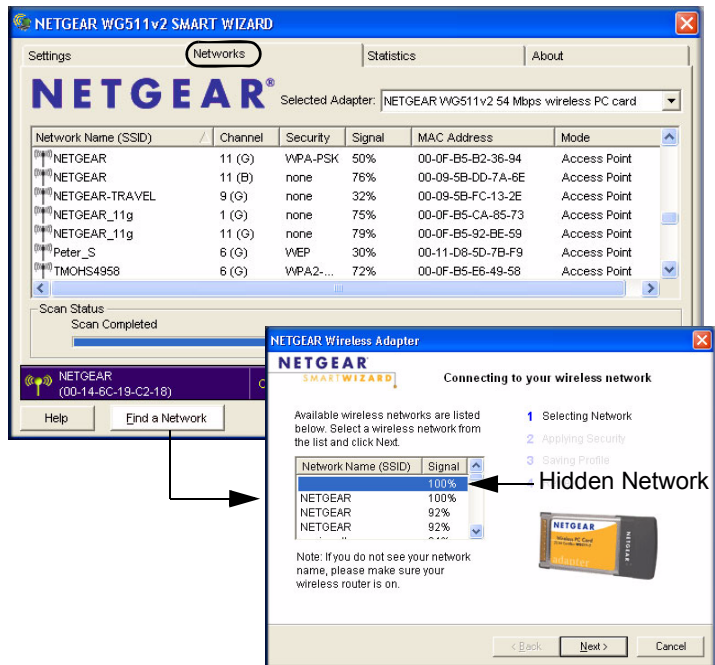 NETGEAR WG511v2 SMART WIZARD
Settings Networks Statistics About
NETGEAR® Selected Adapter: NETGEAR WG511v2 54 Mbps wireless PC card
Network Name (SSID) Channel Security Signal MAC Address Mode
NETGEAR 11 (G) WPA-PSK 50% 00-0F-B5-B2-36-94 Access Point
NETGEAR 11 (B) none 76% 00-09-5B-DD-7A-6E Access Point
NETGEAR-TRAVEL 9 (G) none 32% 00-09-5B-FC-13-2E Access Point
NETGEAR_11g 1 (G) none 75% 00-0F-B5-CA-85-73 Access Point
NETGEAR_11g 11 (G) none 79% 00-0F-B5-92-BE-59 Access Point
Peter_S 6 (G) WEP 30% 00-11-D8-5D-7B-F9 Access Point
TMOHS4958 6 (G) WPA2-... 72% 00-0F-B5-E6-49-58 Access Point
Scan Status
Scan Completed
NETGEAR
(00-14-6C-19-C2-18)
Help Find a Network
NETGEAR Wireless Adapter
NETGEAR
SMARTWIZARD Connecting to your wireless network
Available wireless networks are listed
below. Select a wireless network from
the list and click Next.
1 Selecting Network
2 Applying Security
3 Saving Profile
Network Name (SSID) Signal
100%
NETGEAR 100%
NETGEAR 92%
NETGEAR 92%
Hidden Network
NETGEAR
Wireless PC Card
adapter
NETGEAR
Note: If you do not see your network
name, please make sure your
wireless router is on.
< Back Next > Cancel